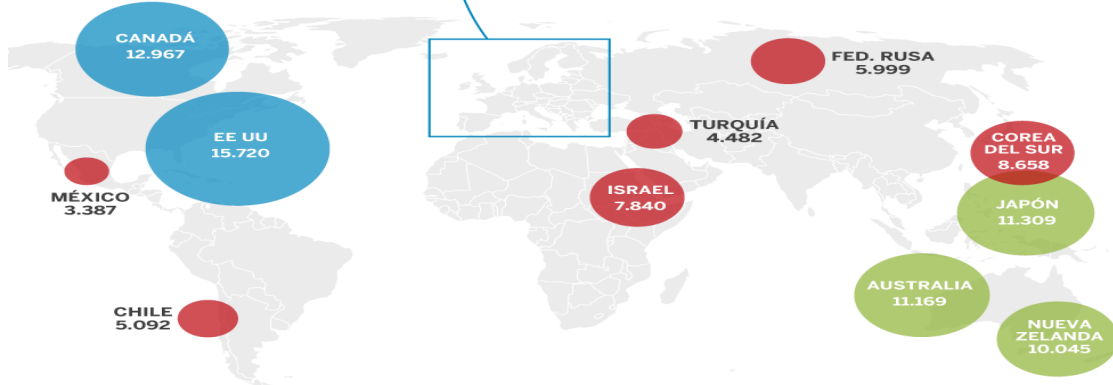 CANADÁ
12.967
EE UU
15.720
MÉXICO
3.387
CHILE
5.092
FED. RUSA
5.999
TURQUÍA
4.482
ISRAEL
7.840
COREA
DEL SUR
8.658
JAPÓN
11.309
AUSTRALIA
11.169
NUEVA
ZELANDA
10.045